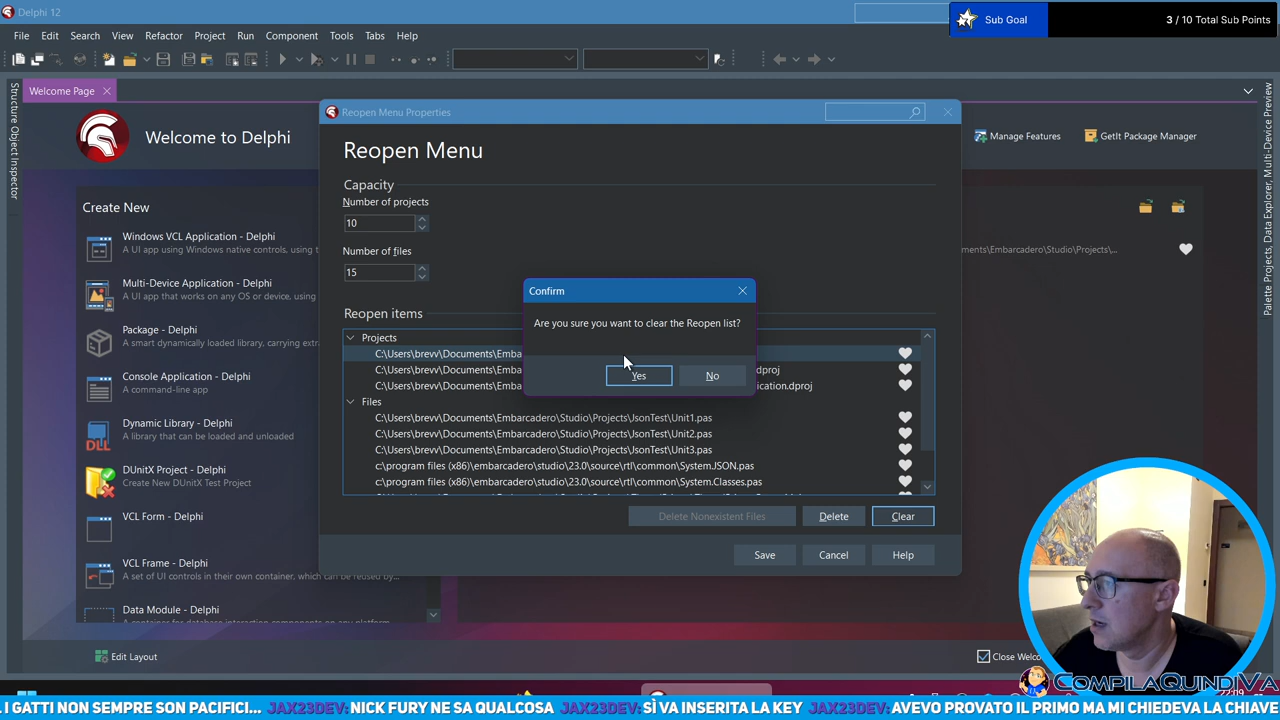 Delphi 12
Sub Goal
3 / 10 Total Sub Points
File Edit Search View Refactor Project Run Component Tools Tabs Help
Welcome Page
Structure Object Inspector
Palette Projects, Data Explorer, Multi-Device Preview
Welcome to Delphi
Manage Features
GetIt Package Manager
Create New
Windows VCL Application - Delphi
A UI app using Windows native controls, using
Multi-Device Application - Delphi
A UI app that works on any OS or device, using
Package - Delphi
A smart dynamically loaded library, carrying
Console Application - Delphi
A command-line app
Dynamic Library - Delphi
A library that can be loaded and unloaded
DLL
DUnitX Project - Delphi
Create New DUnitX Test Project
VCL Form - Delphi
VCL Frame - Delphi
A set of UI controls in their own container, which can be reused by...
Data Module - Delphi
Edit Layout
Close
Reopen Menu Properties
Reopen Menu
Capacity
Number of projects
10
Number of files
15
Reopen items
Projects
C:\Users\brevv\Documents\
C:\Users\brevv\Documents\
C:\Users\brevv\Documents\
Files
C:\Users\brevv\Documents\Embarcadero\Studio\Projects\JsonTest\Unit1.pas
C:\Users\brevv\Documents\Embarcadero\Studio\Projects\JsonTest\Unit2.pas
C:\Users\brevv\Documents\Embarcadero\Studio\Projects\JsonTest\Unit3.pas
c:\program files (x86)\embarcadero\studio\23.0\source\rtl\common\System.JSON.pas
c:\program files (x86)\embarcadero\studio\23.0\source\rtl\common\System.Classes.pas
Delete Nonexistent Files
Delete
Clear
Save
Cancel
Help
Confirm
Are you sure you want to clear the Reopen list?
Yes
No
\Embarcadero\Studio\Projects\...
COMPILAQUINDIVA
I GATTI NON SEMPRE SON PACIFICI... JAX23DEV: NICK FURY NE SA QUALCOSA JAX23DEV: SÌ VA INSERITA LA KEY JAX23DEV: AVEVO PROVATO IL PRIMO MA MI CHIEDEVA LA CHIAVE